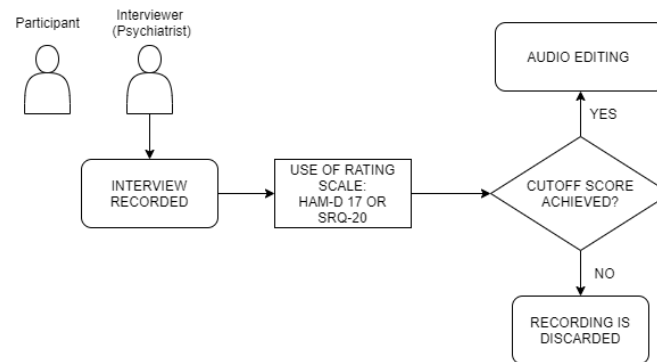 Participant
Interviewer
(Psychiatrist)
AUDIO EDITING
YES
INTERVIEW
RECORDED
USE OF RATING
SCALE:
HAM-D 17 OR
SRQ-20
CUTOFF SCORE
ACHIEVED?
NO
RECORDING IS
DISCARDED